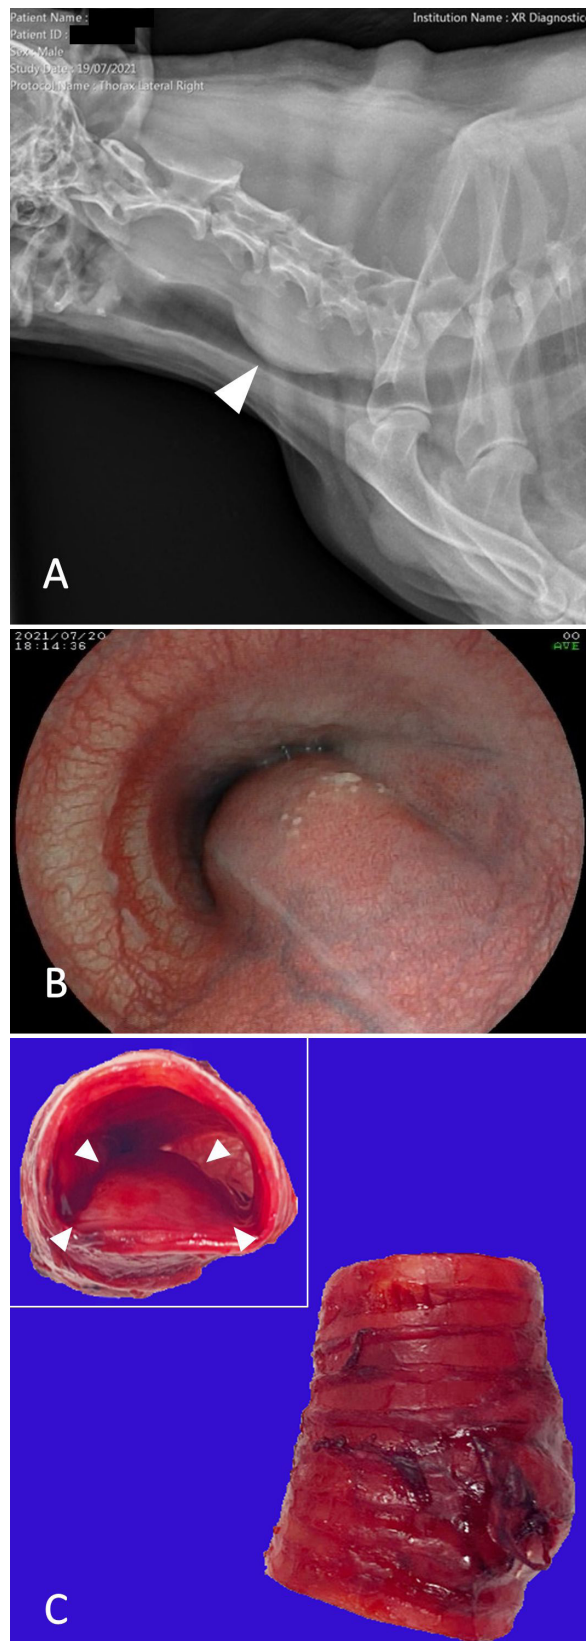 Patient Name :
Institution Name : XR Diagnostic
Patient ID :
Sex: Male
Study Date : 19/07/2021
Protocol Name : Thorax Lateral Right
A
2021/07/20
00
18:14:36
AVE
B
C